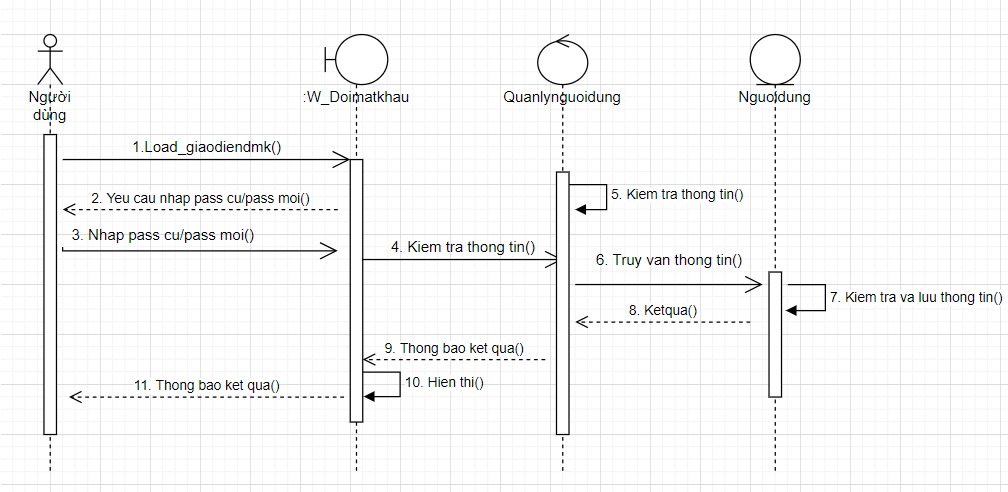 Người
dùng
:W_Doimatkhau
Quanlynguoidung
Nguoidung
1.Load_giaodiendmk()
2. Yeu cau nhap pass cu/pass moi()
5. Kiem tra thong tin()
3. Nhap pass cu/pass moi()
4. Kiem tra thong tin()
6. Truy van thong tin()
7. Kiem tra va luu thong tin()
8. Ketqua()
9. Thong bao ket qua()
10. Hien thi()
11. Thong bao ket qua()